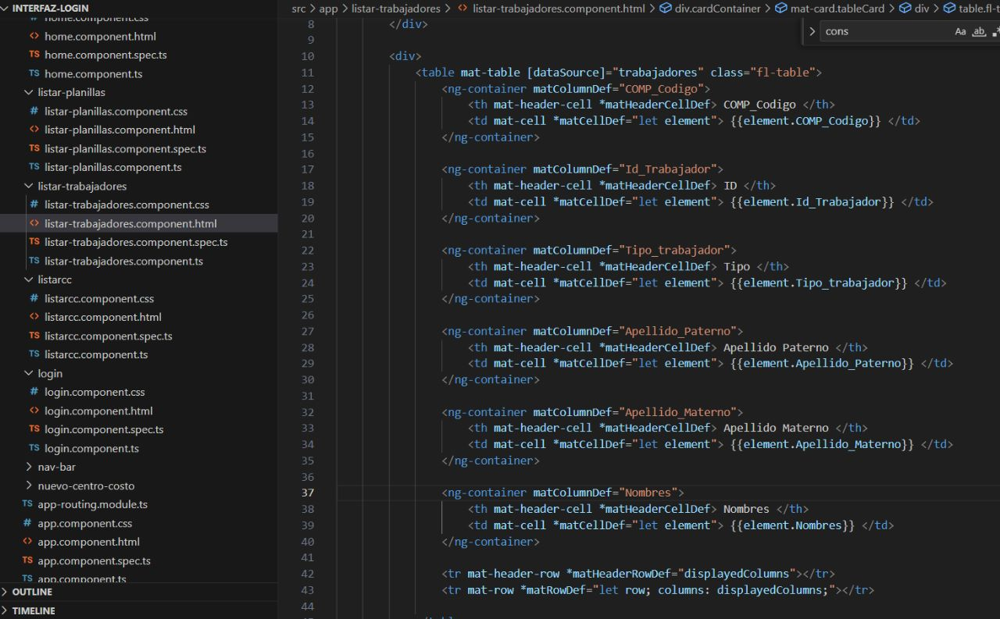 INTERFAZ-LOGIN
home.component.css
home.component.html
TS home.component.spec.ts
TS home.component.ts
listar-planillas
# listar-planillas.component.css
listar-planillas.component.html
TS listar-planillas.component.spec.ts
TS listar-planillas.component.ts
listar-trabajadores
# listar-trabajadores.component.css
<> listar-trabajadores.component.html
TS listar-trabajadores.component.spec.ts
TS listar-trabajadores.component.ts
listarcc
# listarcc.component.css
<> listarcc.component.html
TS listarcc.component.spec.ts
TS listarcc.component.ts
login
# login.component.css
<> login.component.html
TS login.component.spec.ts
TS login.component.ts
nav-bar
nuevo-centro-costo
TS app-routing.module.ts
# app.component.css
<> app.component.html
TS app.component.spec.ts
TS app.component.ts
OUTLINE
TIMELINE
src > app > listar-trabajadores > <> listar-trabajadores.component.html > div.cardContainer > mat-card.tableCard > div > table.fl-t
cons Aa ab
8 </div>
9
10 <div>
11 <table mat-table [dataSource]="trabajadores" class="fl-table">
12 <ng-container matColumnDef="COMP_Codigo">
13 <th mat-header-cell *matHeaderCellDef> COMP_Codigo </th>
14 <td mat-cell *matCellDef="let element"> {{element.COMP_Codigo}} </td>
15 </ng-container>
16
17 <ng-container matColumnDef="Id_Trabajador">
18 <th mat-header-cell *matHeaderCellDef> ID </th>
19 <td mat-cell *matCellDef="let element"> {{element.Id_Trabajador}} </td>
20 </ng-container>
21
22 <ng-container matColumnDef="Tipo_trabajador">
23 <th mat-header-cell *matHeaderCellDef> Tipo </th>
24 <td mat-cell *matCellDef="let element"> {{element.Tipo_trabajador}} </td>
25 </ng-container>
26
27 <ng-container matColumnDef="Apellido_Paterno">
28 <th mat-header-cell *matHeaderCellDef> Apellido Paterno </th>
29 <td mat-cell *matCellDef="let element"> {{element.Apellido_Paterno}} </td>
30 </ng-container>
31
32 <ng-container matColumnDef="Apellido_Materno">
33 <th mat-header-cell *matHeaderCellDef> Apellido Materno </th>
34 <td mat-cell *matCellDef="let element"> {{element.Apellido_Materno}} </td>
35 </ng-container>
36
37 <ng-container matColumnDef="Nombres">
38 <th mat-header-cell *matHeaderCellDef> Nombres </th>
39 <td mat-cell *matCellDef="let element"> {{element.Nombres}} </td>
40 </ng-container>
41
42 <tr mat-header-row *matHeaderRowDef="displayedColumns"></tr>
43 <tr mat-row *matRowDef="let row; columns: displayedColumns;"></tr>
44